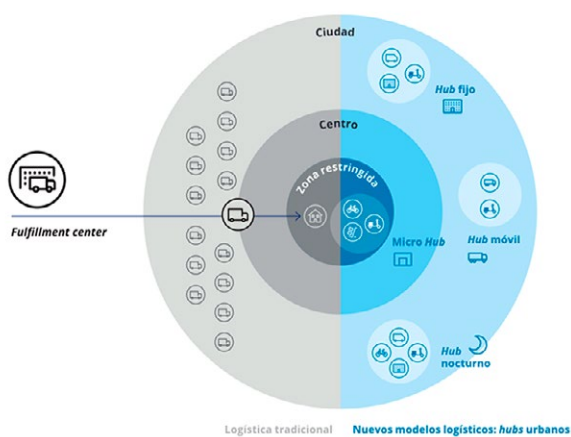 Ciudad
Hub fijo
Centro
Zona restringida
Fulfillment center
Micro Hub
Hub móvil
Hub
nocturno
Logística tradicional
Nuevos modelos logísticos: hubs urbanos